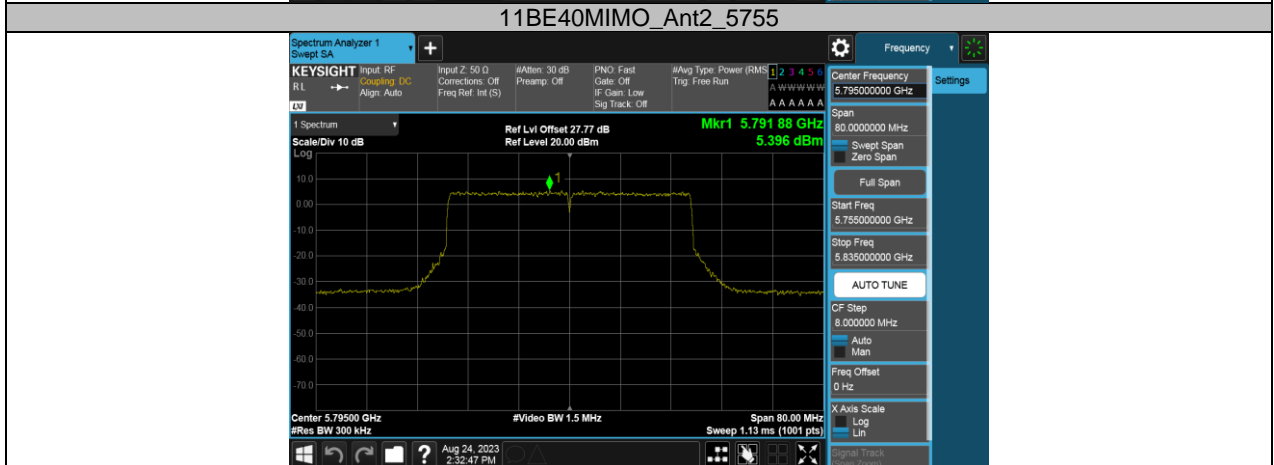 11BE40MIMO_Ant2_5755
Spectrum Analyzer 1
Swept SA
Frequency
KEYSIGHT
RL
LXI
Input: RF
Coupling: DC
Align: Auto
Input Z: 50 Ω
Corrections: Off
Freq Ref: Int (S)
#Atten: 30 dB
Preamp: Off
PNO: Fast
Gate: Off
IF Gain: Low
Sig Track: Off
#Avg Type: Power (RMS
Trig: Free Run
1 2 3 4 5 6
A W W W W W
A A A A A A
1 Spectrum
Scale/Div 10 dB
Ref Lvl Offset 27.77 dB
Ref Level 20.00 dBm
Mkr1 5.791 88 GHz
5.396 dBm
Log
10.0
0.00
-10.0
-20.0
-30.0
-40.0
-50.0
-60.0
-70.0
1
Center 5.79500 GHz
#Res BW 300 kHz
#Video BW 1.5 MHz
Span 80.00 MHz
Sweep 1.13 ms (1001 pts)
Center Frequency
5.795000000 GHz
Settings
Span
80.0000000 MHz
Swept Span
Zero Span
Full Span
Start Freq
5.755000000 GHz
Stop Freq
5.835000000 GHz
AUTO TUNE
CF Step
8.000000 MHz
Auto
Man
Freq Offset
0 Hz
X Axis Scale
Log
Lin
Signal Track
(Span Zoom)
?
Aug 24, 2023
2:32:47 PM